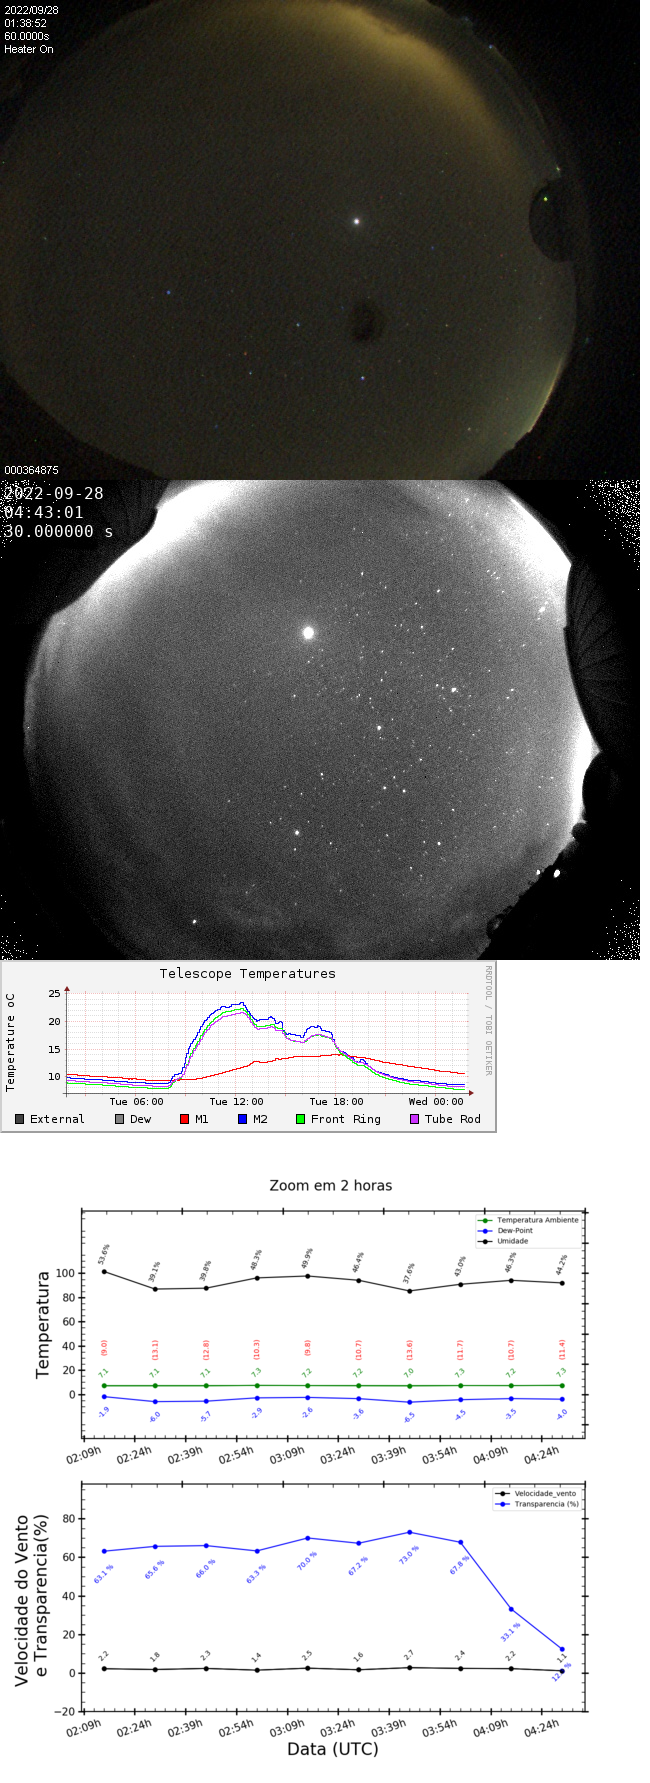 2022/09/28
01:38:52
60.0000s
Heater On
000364875
2022-09-28
04:43:01
30.000000 s
Telescope Temperatures
RRDTOOL / TOBI OETIKER
Temperature oC
25
20
15
10
Tue 06:00 Tue 12:00 Tue 18:00 Wed 00:00
External Dew M1 M2 Front Ring Tube Rod
Zoom em 2 horas
Temperatura Ambiente
Dew-Point
Umidade
Temperatura
100
80
60
40
20
0
53.6% 39.1% 39.8% 48.3% 49.9% 46.4% 37.6% 43.0% 46.3% 44.2%
(9.0) (13.1) (12.8) (10.3) (9.8) (10.7) (13.6) (11.7) (10.7) (11.4)
7.1 7.1 7.1 7.3 7.2 7.2 7.0 7.3 7.2 7.3
-1.9 -6.0 -5.7 -2.9 -2.6 -3.6 -6.5 -4.5 -3.5 -4.0
02:09h 02:24h 02:39h 02:54h 03:09h 03:24h 03:39h 03:54h 04:09h 04:24h
Velocidade_vento
Transparencia (%)
Velocidade do Vento
e Transparencia(%)
80
60
40
20
0
−20
63.1 % 65.6 % 66.0 % 63.3 % 70.0 % 67.2 % 73.0 % 67.8 % 33.1 %
2.2 1.8 2.3 1.4 2.5 1.6 2.7 2.4 2.2 1.1
02:09h 02:24h 02:39h 02:54h 03:09h 03:24h 03:39h 03:54h 04:09h 04:24h
Data (UTC)